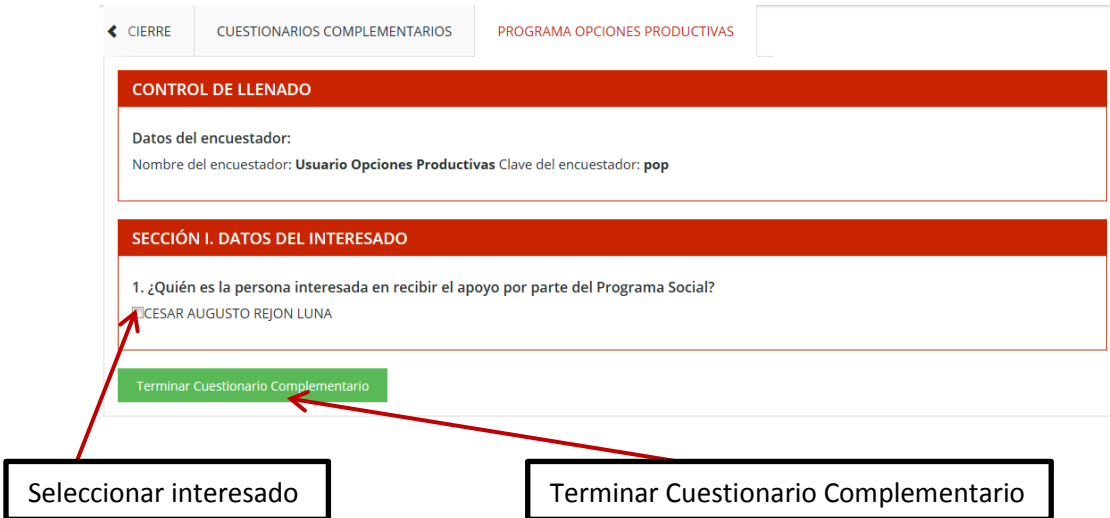 CIERRE CUESTIONARIOS COMPLEMENTARIOS PROGRAMA OPCIONES PRODUCTIVAS
CONTROL DE LLENADO
Datos del encuestador:
Nombre del encuestador: Usuario Opciones Productivas Clave del encuestador: pop
SECCIÓN I. DATOS DEL INTERESADO
1. ¿Quién es la persona interesada en recibir el apoyo por parte del Programa Social?
CESAR AUGUSTO REJON LUNA
Terminar Cuestionario Complementario
Seleccionar interesado
Terminar Cuestionario Complementario